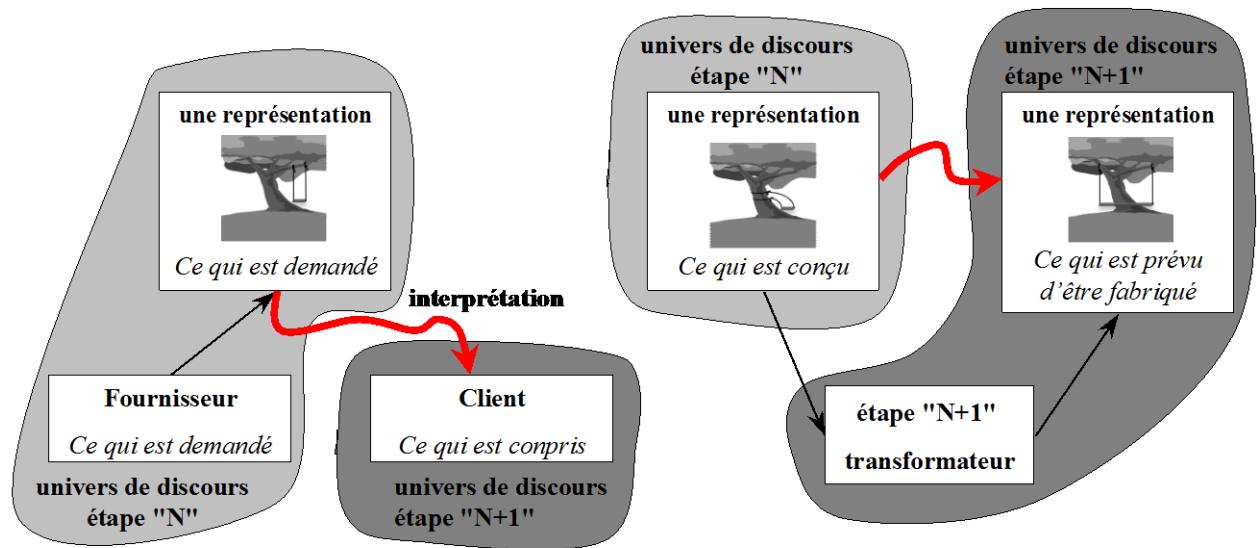 une représentation
Ce qui est demandé
interprétation
Fournisseur
Ce qui est demandé
univers de discours
étape "N"
Client
Ce qui est conpris
univers de discours
étape "N+1"
univers de discours
étape "N"
une représentation
Ce qui est conçu
univers de discours
étape "N+1"
une représentation
Ce qui est prévu
d’être fabriqué
étape "N+1"
transformateur